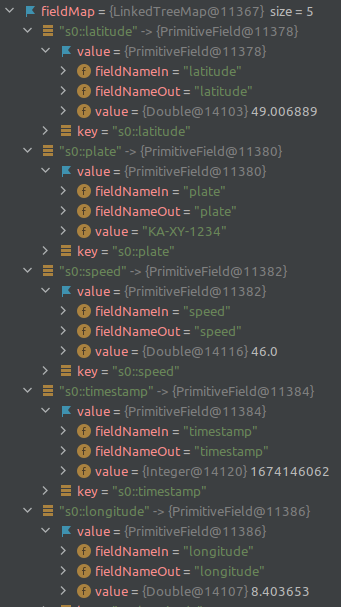 fieldMap = {LinkedTreeMap@11367} size = 5
"s0::latitude" -> {PrimitiveField@11378}
value = {PrimitiveField@11378}
fieldNameIn = "latitude"
fieldNameOut = "latitude"
value = {Double@14103} 49.006889
key = "s0::latitude"
"s0::plate" -> {PrimitiveField@11380}
value = {PrimitiveField@11380}
fieldNameIn = "plate"
fieldNameOut = "plate"
value = "KA-XY-1234"
key = "s0::plate"
"s0::speed" -> {PrimitiveField@11382}
value = {PrimitiveField@11382}
fieldNameIn = "speed"
fieldNameOut = "speed"
value = {Double@14116} 46.0
key = "s0::speed"
"s0::timestamp" -> {PrimitiveField@11384}
value = {PrimitiveField@11384}
fieldNameIn = "timestamp"
fieldNameOut = "timestamp"
value = {Integer@14120} 1674146062
key = "s0::timestamp"
"s0::longitude" -> {PrimitiveField@11386}
value = {PrimitiveField@11386}
fieldNameIn = "longitude"
fieldNameOut = "longitude"
value = {Double@14107} 8.403653